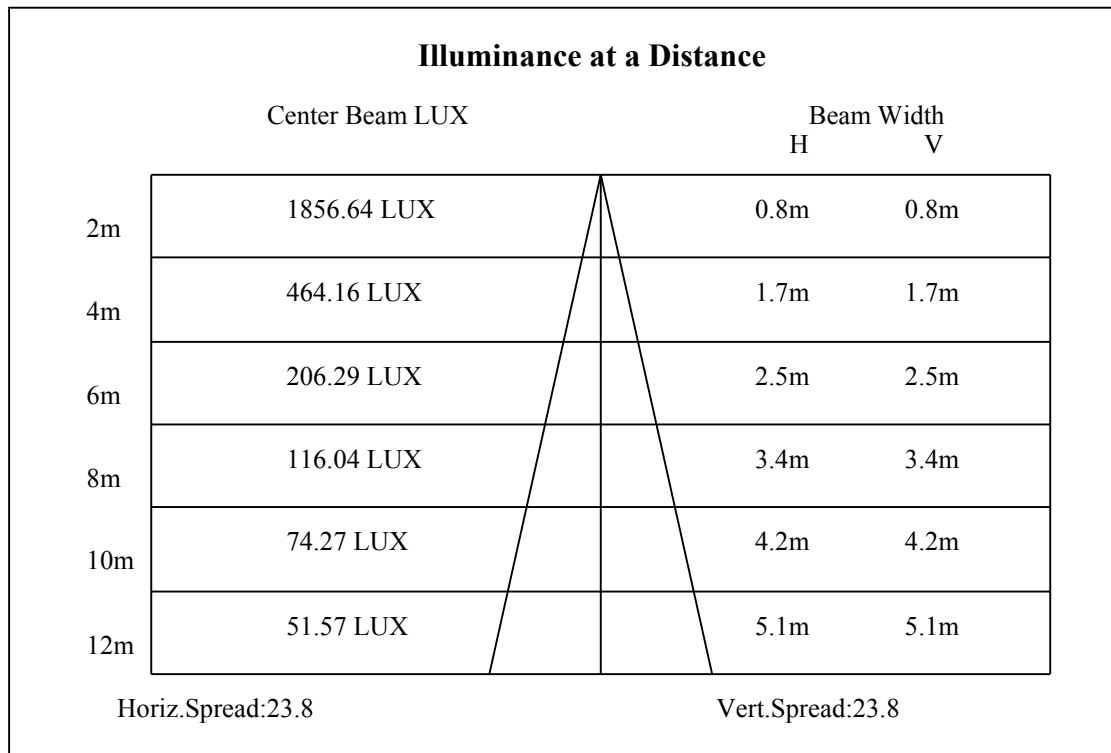 Illuminance at a Distance
Center Beam LUX Beam Width
H V
2m 1856.64 LUX 0.8m 0.8m
4m 464.16 LUX 1.7m 1.7m
6m 206.29 LUX 2.5m 2.5m
8m 116.04 LUX 3.4m 3.4m
10m 74.27 LUX 4.2m 4.2m
12m 51.57 LUX 5.1m 5.1m
Horiz.Spread:23.8 Vert.Spread:23.8